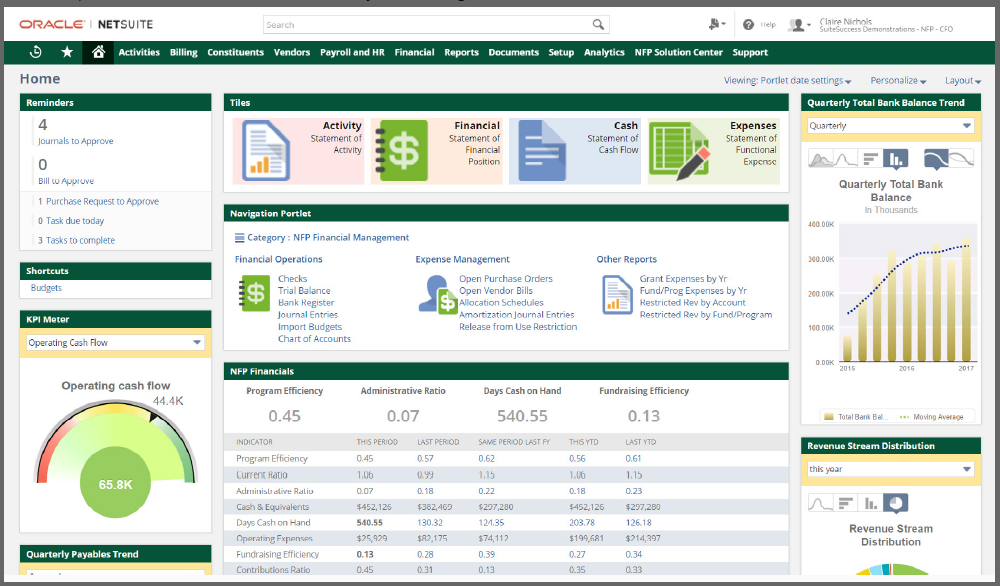 ORACLE | NETSUITE
Search
Help
Claire Nichols
SuiteSuccess Demonstrations - NFP - CFO
Activities Billing Constituents Vendors Payroll and HR Financial Reports Documents Setup Analytics NFP Solution Center Support
Home
Viewing: Portlet date settings Personalize Layout
Reminders
4
Journals to Approve
0
Bill to Approve
1 Purchase Request to Approve
0 Task due today
3 Tasks to complete
Shortcuts
Budgets
KPI Meter
Operating Cash Flow
Operating cash flow
44.4K
65.8K
Quarterly Payables Trend
Tiles
Activity
Statement of
Activity
Financial
Statement of
Financial
Position
Cash
Statement of
Cash Flow
Expenses
Statement of
Functional
Expense
Navigation Portlet
Category : NFP Financial Management
Financial Operations
Checks
Trial Balance
Bank Register
Journal Entries
Import Budgets
Chart of Accounts
Expense Management
Open Purchase Orders
Open Vendor Bills
Allocation Schedules
Amortization Journal Entries
Release from Use Restriction
Other Reports
Grant Expenses by Yr
Fund/Prog Expenses by Yr
Restricted Rev by Account
Restricted Rev by Fund/Program
NFP Financials
Program Efficiency Administrative Ratio Days Cash on Hand Fundraising Efficiency
0.45 0.07 540.55 0.13
INDICATOR THIS PERIOD LAST PERIOD SAME PERIOD LAST FY THIS YTD LAST YTD
Program Efficiency 0.45 0.57 0.62 0.56 0.61
Current Ratio 1.06 0.99 1.15 1.06 1.15
Administrative Ratio 0.07 0.18 0.22 0.18 0.23
Cash & Equivalents $452,126 $382,469 $297,280 $452,126 $297,280
Days Cash on Hand 540.55 130.32 124.35 203.78 126.18
Operating Expenses $25,929 $82,175 $74,112 $199,681 $214,397
Fundraising Efficiency 0.13 0.28 0.39 0.27 0.34
Contributions Ratio 0.45 0.31 0.13 0.35 0.33
Quarterly Total Bank Balance Trend
Quarterly
Quarterly Total Bank
Balance
In Thousands
400.00K
300.00K
200.00K
100.00K
0.00K
2015 2016 2017
Total Bank Bal... Moving Average
Revenue Stream Distribution
this year
Revenue Stream
Distribution